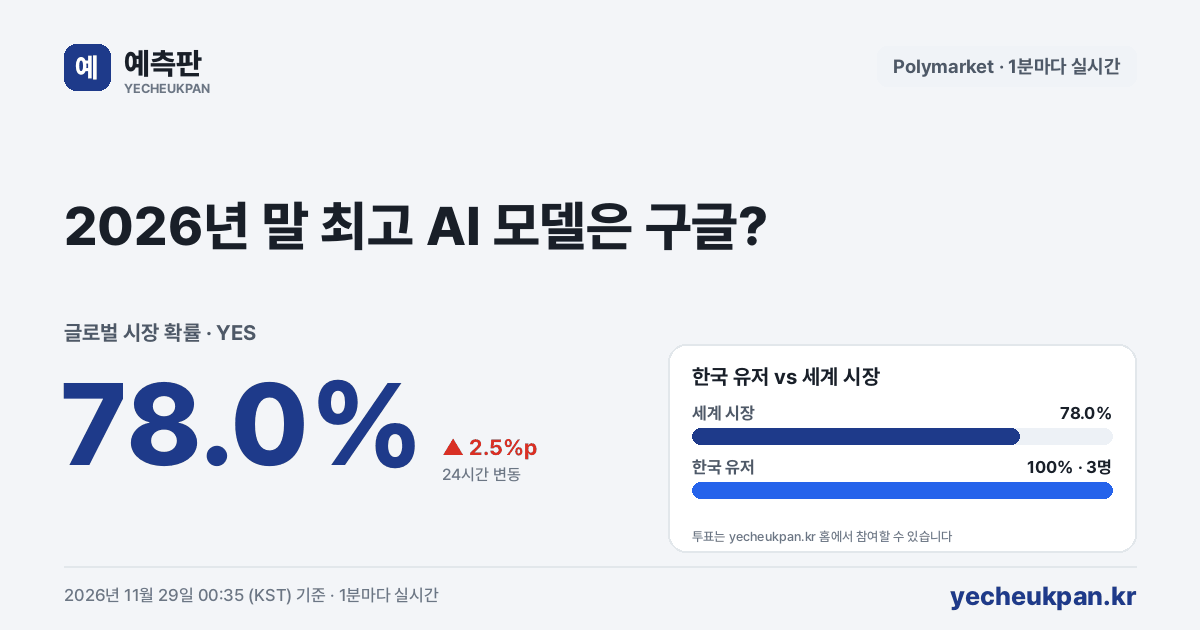 예 예측판
YECHEUKPAN
Polymarket · 1분마다 실시간
2026년 말 최고 AI 모델은 구글?
글로벌 시장 확률 · YES
78.0%
▲ 2.5%p
24시간 변동
한국 유저 vs 세계 시장
세계 시장 78.0%
한국 유저 100% · 3명
투표는 yecheukpan.kr 홈에서 참여할 수 있습니다
2026년 11월 29일 00:35 (KST) 기준 · 1분마다 실시간
yecheukpan.kr